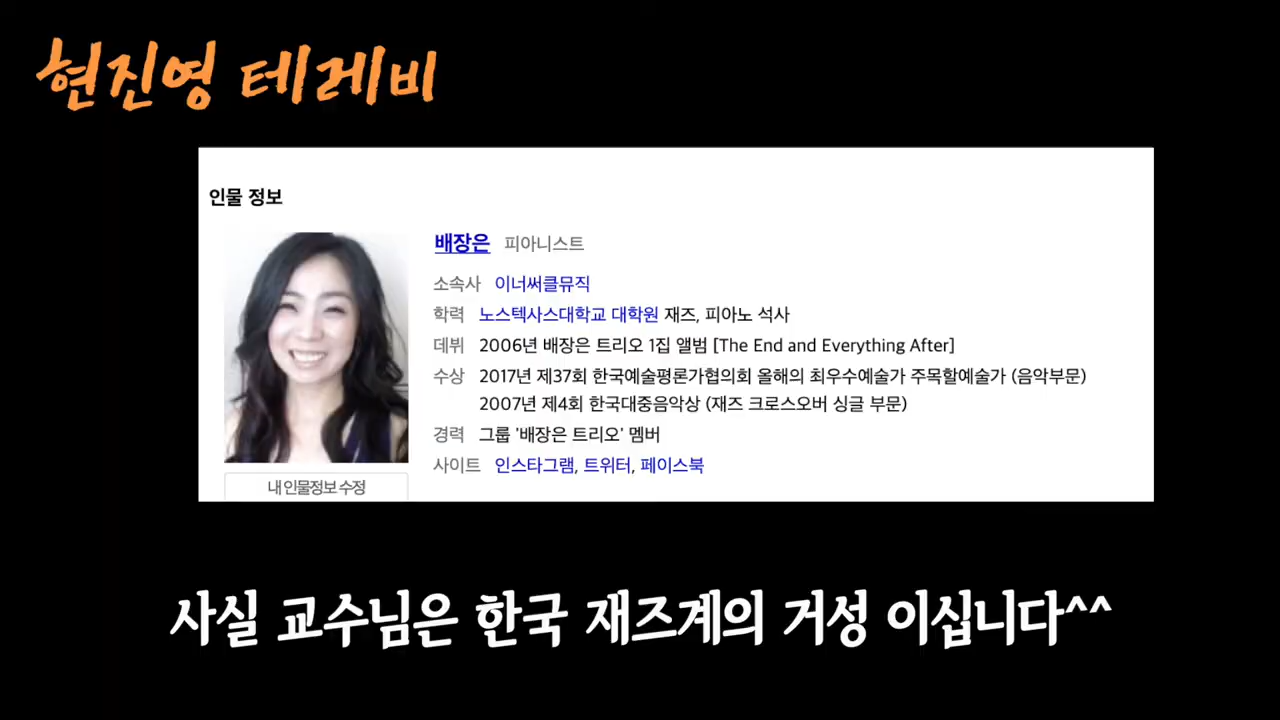 현진영 테레비
인물 정보
배장은 피아니스트
소속사 이너써클뮤직
학력 노스텍사스대학교 대학원 재즈, 피아노 석사
데뷔 2006년 배장은 트리오 1집 앨범 [The End and Everything After]
수상 2017년 제37회 한국예술평론가협의회 올해의 최우수예술가 주목할예술가 (음악부문)
2007년 제4회 한국대중음악상 (재즈 크로스오버 싱글 부문)
경력 그룹 '배장은 트리오' 멤버
사이트 인스타그램, 트위터, 페이스북
내 인물정보 수정
사실 교수님은 한국 재즈계의 거성 이십니다^^